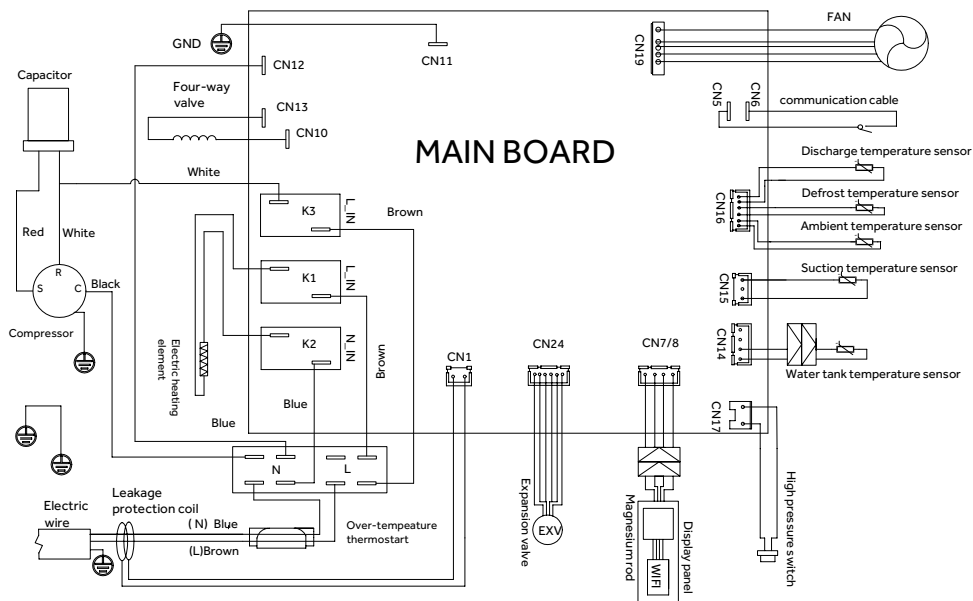 FAN
GND
CN11
CN19
CN12
Capacitor
Four-way
valve
CN13
CN10
CN5
CN6
communication cable
MAIN BOARD
Discharge temperature sensor
White
K3
L_IN
Brown
CN16
Defrost temperature sensor
Ambient temperature sensor
Red
White
R
S
C
Black
Compressor
K1
L_IN
Suction temperature sensor
CN15
K2
N_IN
Electric heating
element
Brown
CN1
CN24
CN7/8
CN14
Water tank temperature sensor
Blue
Blue
CN17
N
L
High pressure switch
Electric
wire
Leakage
protection coil
( N) Blue
(L)Brown
Over-tempeature
thermostart
Expansion valve
EXV
Magnesium rod
Display panel
WIFI